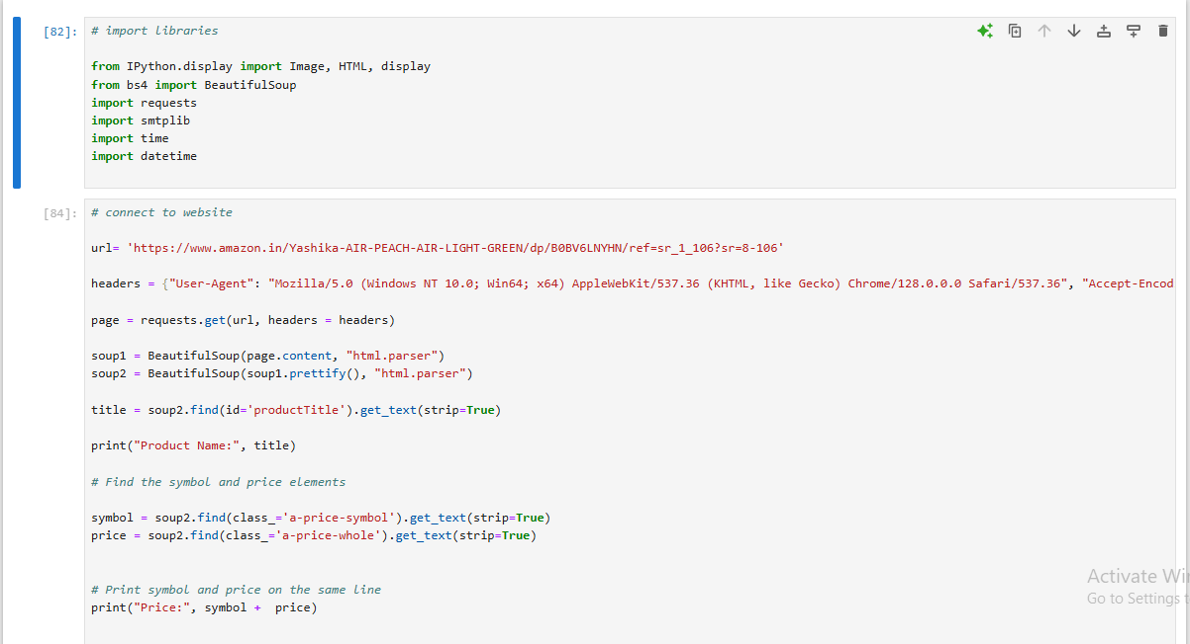 [82]: # import libraries
from IPython.display import Image, HTML, display
from bs4 import BeautifulSoup
import requests
import smtplib
import time
import datetime
[84]: # connect to website
url= 'https://www.amazon.in/Yashika-AIR-PEACH-AIR-LIGHT-GREEN/dp/B0BV6LNYHN/ref=sr_1_106?sr=8-106'
headers = {"User-Agent": "Mozilla/5.0 (Windows NT 10.0; Win64; x64) AppleWebKit/537.36 (KHTML, like Gecko) Chrome/128.0.0.0 Safari/537.36", "Accept-Encod
page = requests.get(url, headers = headers)
soup1 = BeautifulSoup(page.content, "html.parser")
soup2 = BeautifulSoup(soup1.prettify(), "html.parser")
title = soup2.find(id='productTitle').get_text(strip=True)
print("Product Name:", title)
# Find the symbol and price elements
symbol = soup2.find(class_='a-price-symbol').get_text(strip=True)
price = soup2.find(class_='a-price-whole').get_text(strip=True)
# Print symbol and price on the same line
print("Price:", symbol +  price)
Activate Wi
Go to Settings